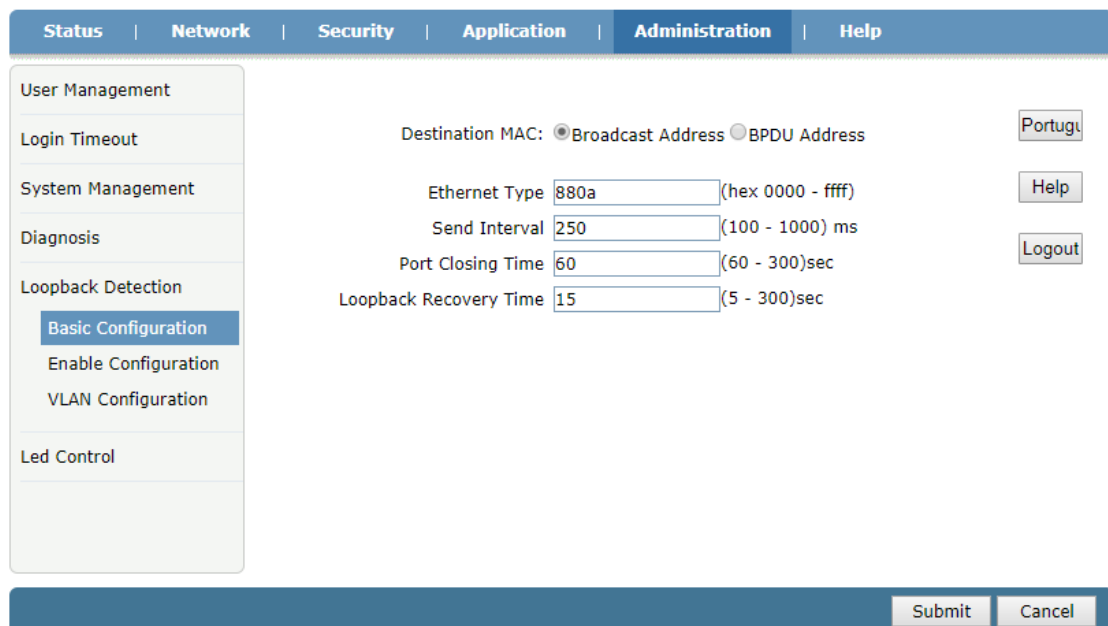 Status | Network | Security | Application | Administration | Help
User Management
Login Timeout
System Management
Diagnosis
Loopback Detection
Basic Configuration
Enable Configuration
VLAN Configuration
Led Control
Destination MAC: Broadcast Address BPDU Address
Ethernet Type 880a (hex 0000 - ffff)
Send Interval 250 (100 - 1000) ms
Port Closing Time 60 (60 - 300)sec
Loopback Recovery Time 15 (5 - 300)sec
Portugu
Help
Logout
Submit Cancel